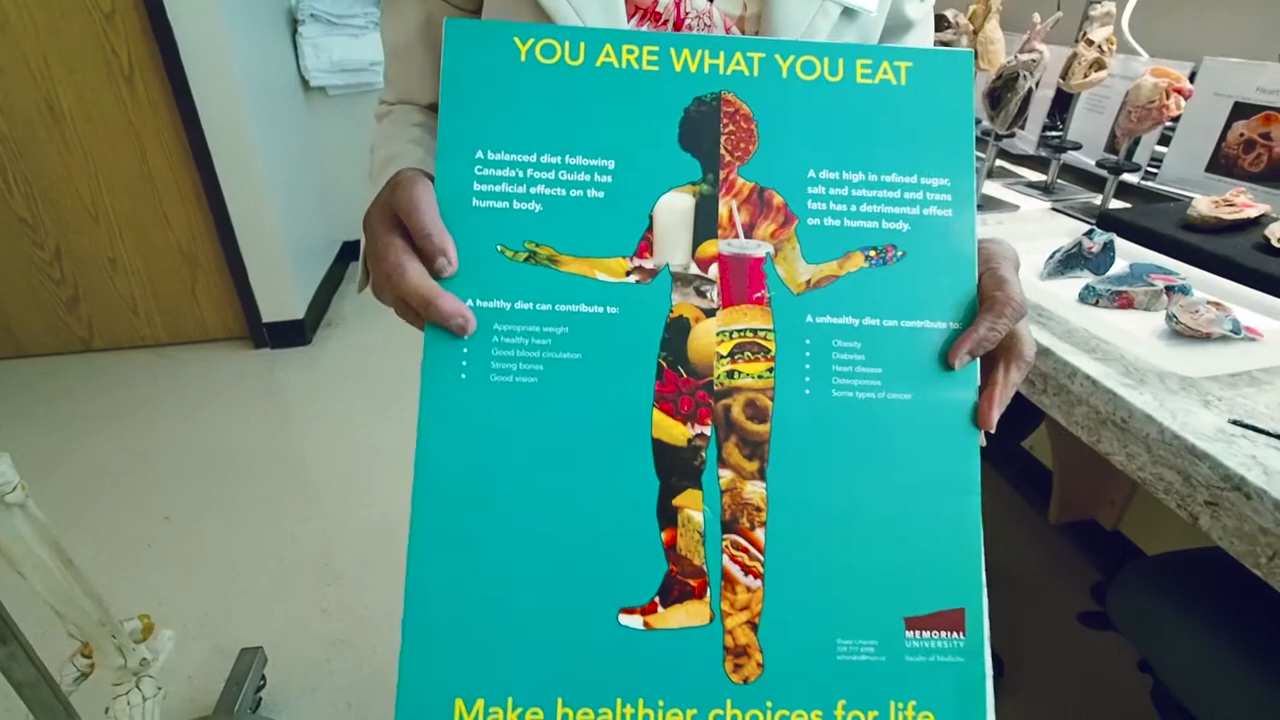 YOU ARE WHAT YOU EAT
A balanced diet following
Canada's Food Guide has
beneficial effects on the
human body.
A diet high in refined sugar,
salt and saturated and trans
fats has a detrimental effect
on the human body.
A healthy diet can contribute to:
Appropriate weight
A healthy heart
Good blood circulation
Strong bones
Good vision
A unhealthy diet can contribute to:
Obesity
Diabetes
Heart disease
Osteoporosis
Some types of cancer
MEMORIAL
UNIVERSITY
Faculty of Medicine
Make healthier choices for life